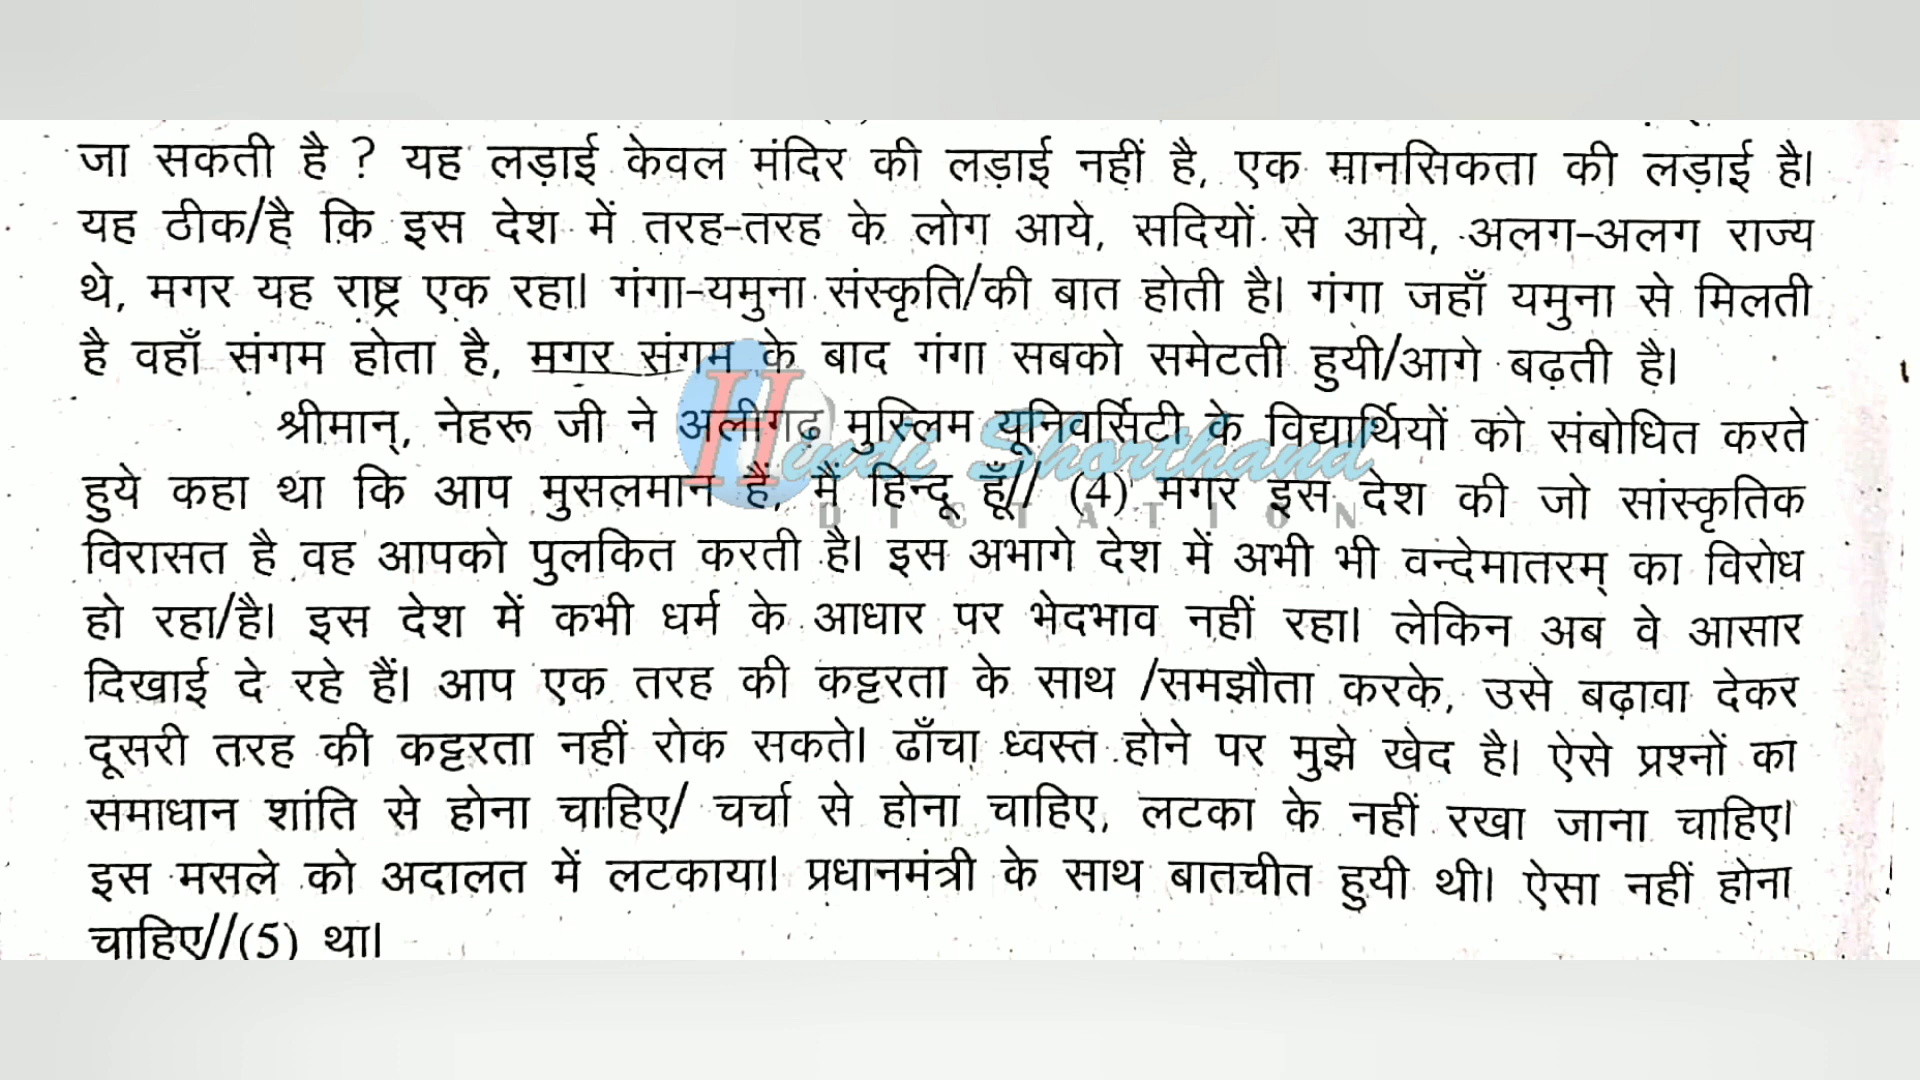 जा सकती है ? यह लड़ाई केवल मंदिर की लड़ाई नहीं है, एक मानसिकता की लड़ाई है।
यह ठीक/है कि इस देश में तरह-तरह के लोग आये, सदियों से आये, अलग-अलग राज्य
थे, मगर यह राष्ट्र एक रहा। गंगा-यमुना संस्कृति/की बात होती है। गंगा जहाँ यमुना से मिलती
है वहाँ संगम होता है, मगर संगम के बाद गंगा सबको समेटती हुयी/आगे बढ़ती है।
श्रीमान्, नेहरू जी ने अलीगढ़ मुस्लिम यूनिवर्सिटी के विद्यार्थियों को संबोधित करते
Hindi Shorthand
हुये कहा था कि आप मुसलमान हैं, मैं हिन्दू हूँ// (4) मगर इस देश की जो सांस्कृतिक
DICTATION
विरासत है वह आपको पुलकित करती है। इस अभागे देश में अभी भी वन्देमातरम् का विरोध
हो रहा/है। इस देश में कभी धर्म के आधार पर भेदभाव नहीं रहा। लेकिन अब वे आसार
दिखाई दे रहे हैं। आप एक तरह की कट्टरता के साथ /समझौता करके, उसे बढ़ावा देकर
दूसरी तरह की कट्टरता नहीं रोक सकते। ढाँचा ध्वस्त होने पर मुझे खेद है। ऐसे प्रश्नों का
समाधान शांति से होना चाहिए/ चर्चा से होना चाहिए, लटका के नहीं रखा जाना चाहिए।
इस मसले को अदालत में लटकाया। प्रधानमंत्री के साथ बातचीत हुयी थी। ऐसा नहीं होना
चाहिए//(5) था।